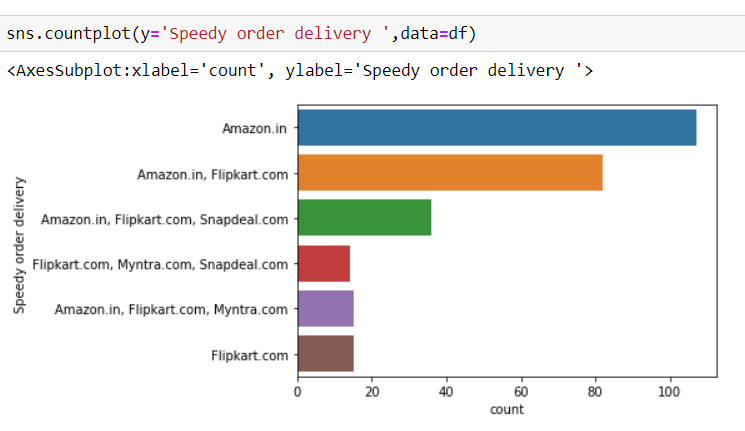 sns.countplot(y='Speedy order delivery ',data=df)
<AxesSubplot:xlabel='count', ylabel='Speedy order delivery '>
Speedy order delivery
Amazon.in
Amazon.in, Flipkart.com
Amazon.in, Flipkart.com, Snapdeal.com
Flipkart.com, Myntra.com, Snapdeal.com
Amazon.in, Flipkart.com, Myntra.com
Flipkart.com
0 20 40 60 80 100
count